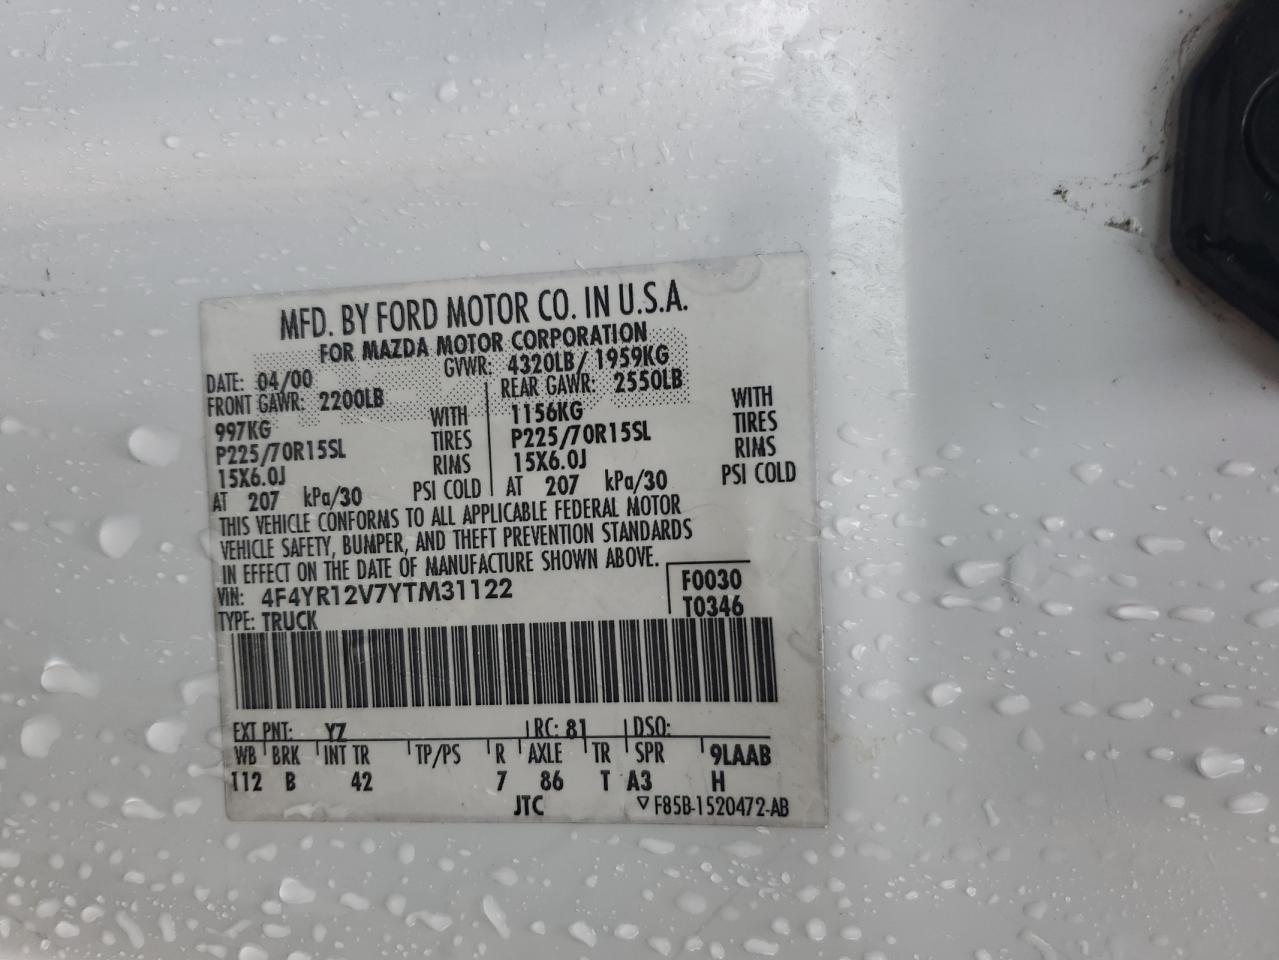 MFD. BY FORD MOTOR CO. IN U.S.A.
FOR MAZDA MOTOR CORPORATION
DATE: 04/00 GVWR: 4320LB/ 1959KG
FRONT GAWR: 2200LB REAR GAWR: 2550LB
997KG WITH 1156KG WITH
P225/70R15SL TIRES P225/70R15SL TIRES
15X6.0J RIMS 15X6.0J RIMS
AT 207 kPa/30 PSI COLD AT 207 kPa/30 PSI COLD
THIS VEHICLE CONFORMS TO ALL APPLICABLE FEDERAL MOTOR
VEHICLE SAFETY, BUMPER, AND THEFT PREVENTION STANDARDS
IN EFFECT ON THE DATE OF MANUFACTURE SHOWN ABOVE.
VIN: 4F4YR12V7YTM31122 F0030
TYPE: TRUCK T0346
EXT PNT: YZ RC: 81 DSO:
WB BRK INT TR TP/PS R AXLE TR SPR 9LAAB
112 B 42 7 86 T A3 H
JTC ▽ F85B-1520472-AB